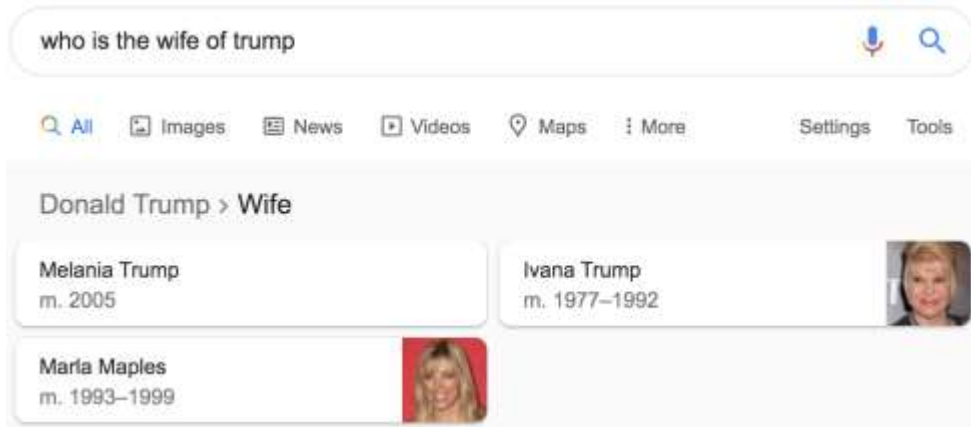 who is the wife of trump
All Images News Videos Maps More Settings Tools
Donald Trump › Wife
Melania Trump
m. 2005
Ivana Trump
m. 1977–1992
Marla Maples
m. 1993–1999